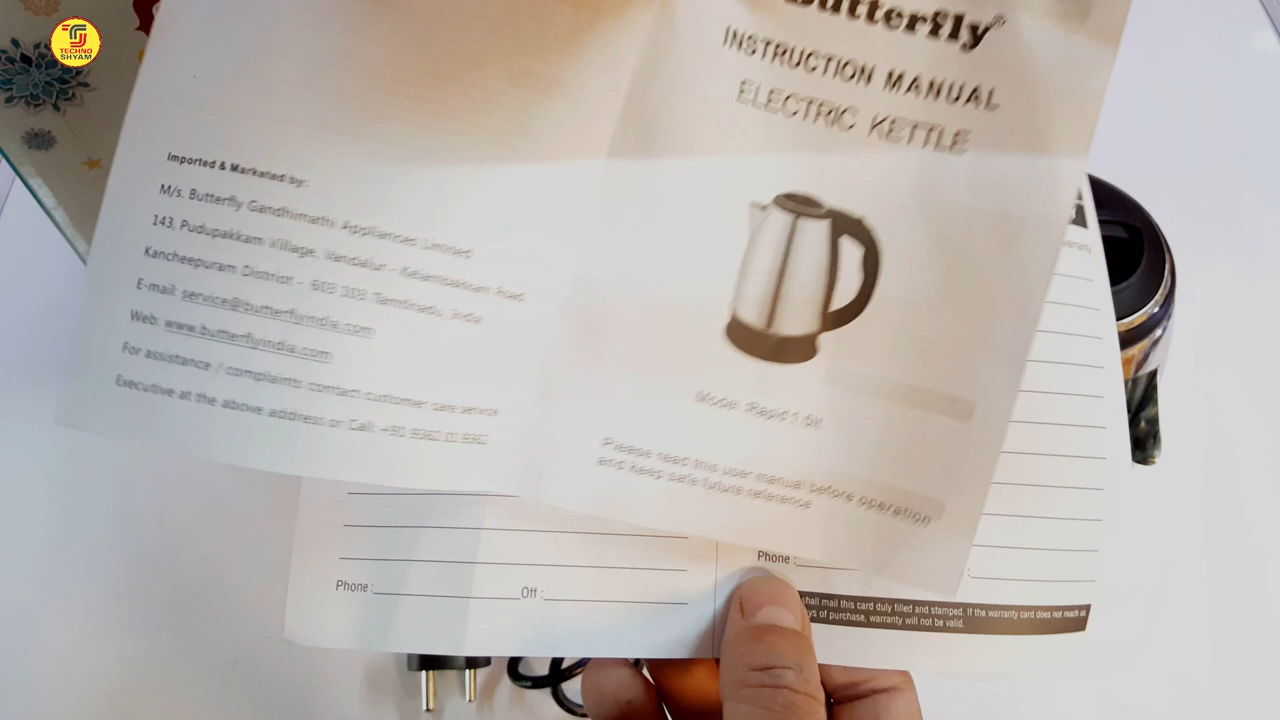 TECHNO
SHYAM
Butterfly
INSTRUCTION MANUAL
ELECTRIC KETTLE
Imported & Marketed by:
M/s. Butterfly Gandhimathi Appliances Limited
143, Pudupakkam Village, Vandalur - Kelambakkam Road
Kancheepuram District - 603 103 Tamilnadu, India
E-mail: service@butterflyindia.com
Web: www.butterflyindia.com
For assistance / complaints contact customer care service
Executive at the above address or Call: +91
Model :Rapid 1.5lt
Please read this user manual before operation
and keep safe future reference
Phone :
Phone : Off :
shall mail this card duly filled and stamped. If the warranty card does not reach us
ys of purchase, warranty will not be valid.